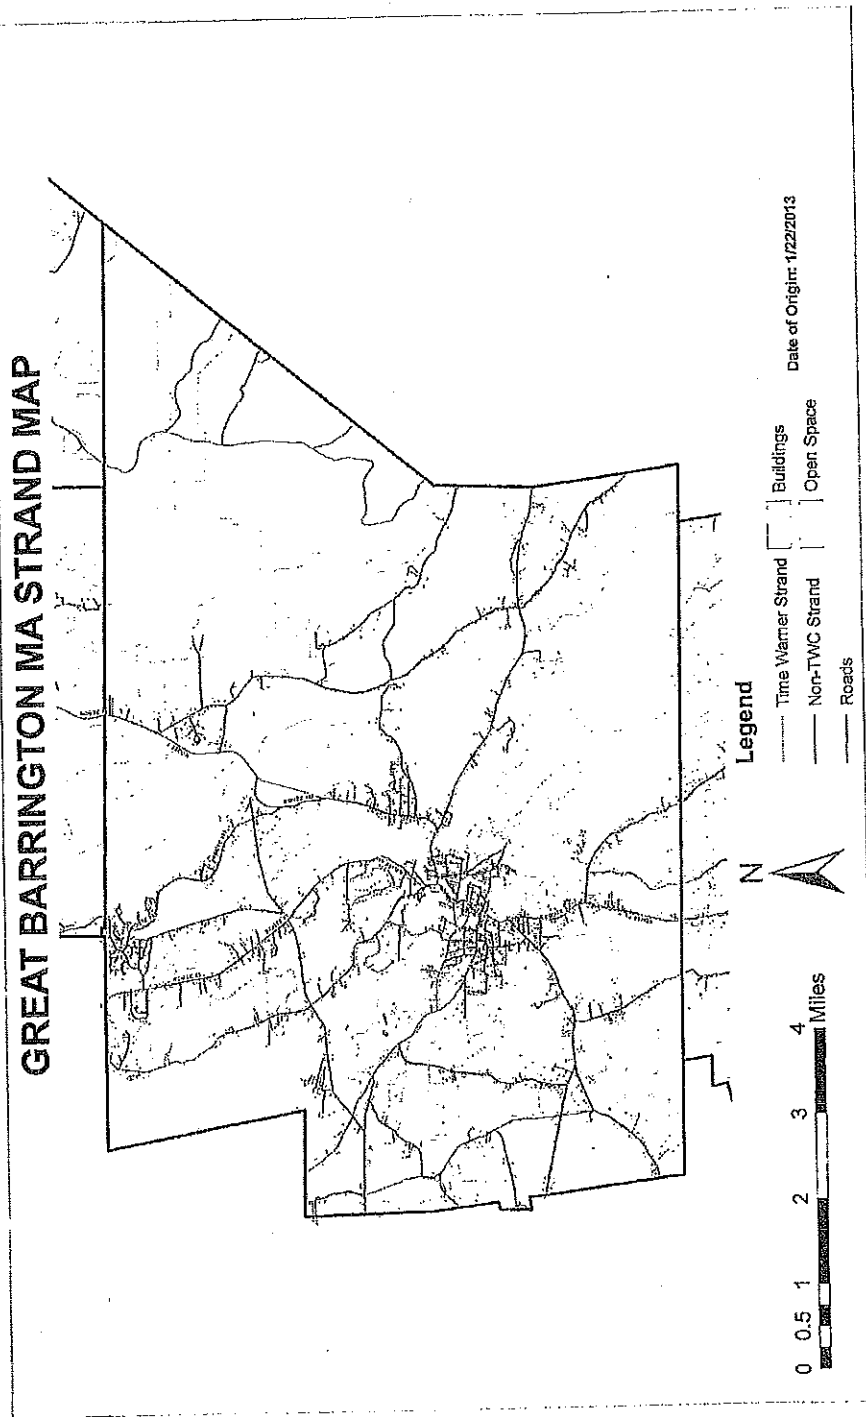 GREAT BARRINGTON MA STRAND MAP
N
Legend
Time Warner Strand
Non-TWC Strand
Roads
Buildings
Open Space
Date of Origin: 1/22/2013
0 0.5 1 2 3 4
Miles